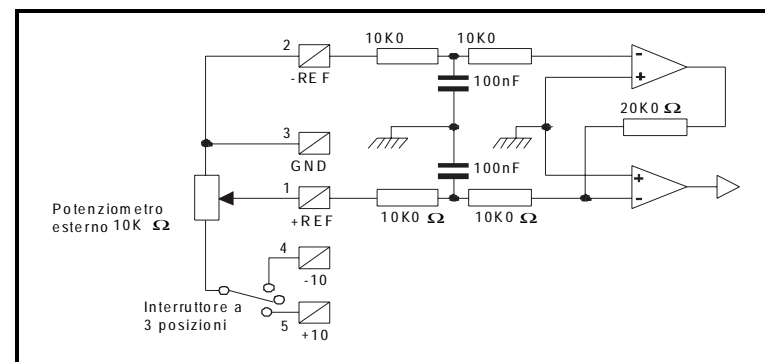 2
10K0
10K0
-
-REF
+
100nF
20K0 Ω
3
GND
100nF
1
+
Potenziometro
esterno 10K Ω
+REF
10K0 Ω
10K0 Ω
-
4
-10
Interruttore a
3 posizioni
5
+10